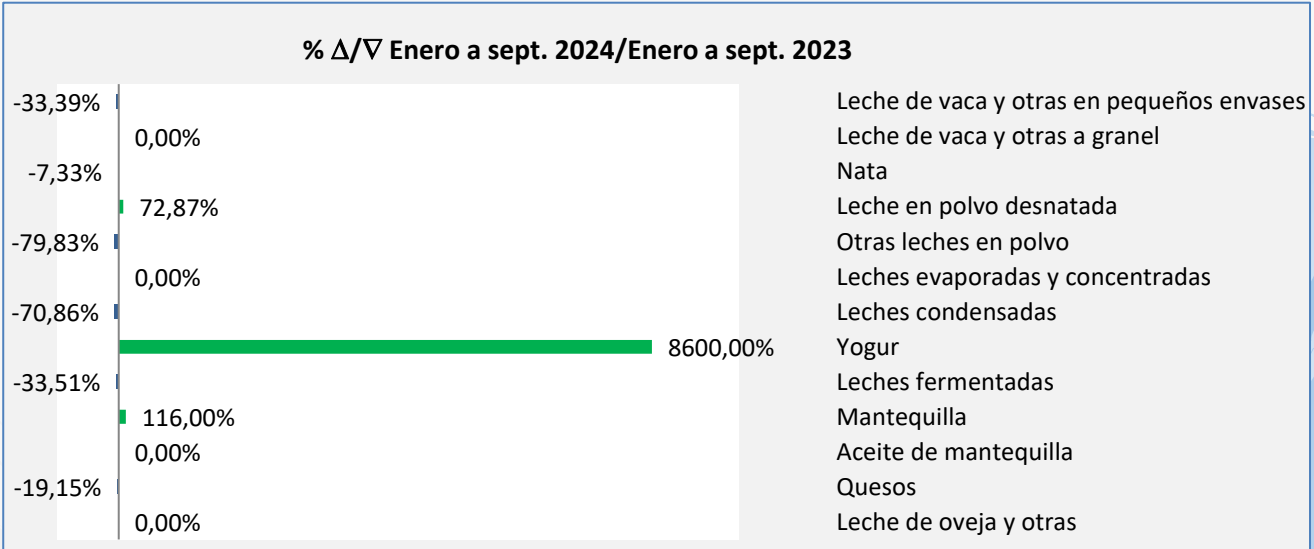 % Δ/∇ Enero a sept. 2024/Enero a sept. 2023
-33,39% Leche de vaca y otras en pequeños envases
0,00% Leche de vaca y otras a granel
-7,33% Nata
72,87% Leche en polvo desnatada
-79,83% Otras leches en polvo
0,00% Leches evaporadas y concentradas
-70,86% Leches condensadas
8600,00% Yogur
-33,51% Leches fermentadas
116,00% Mantequilla
0,00% Aceite de mantequilla
-19,15% Quesos
0,00% Leche de oveja y otras